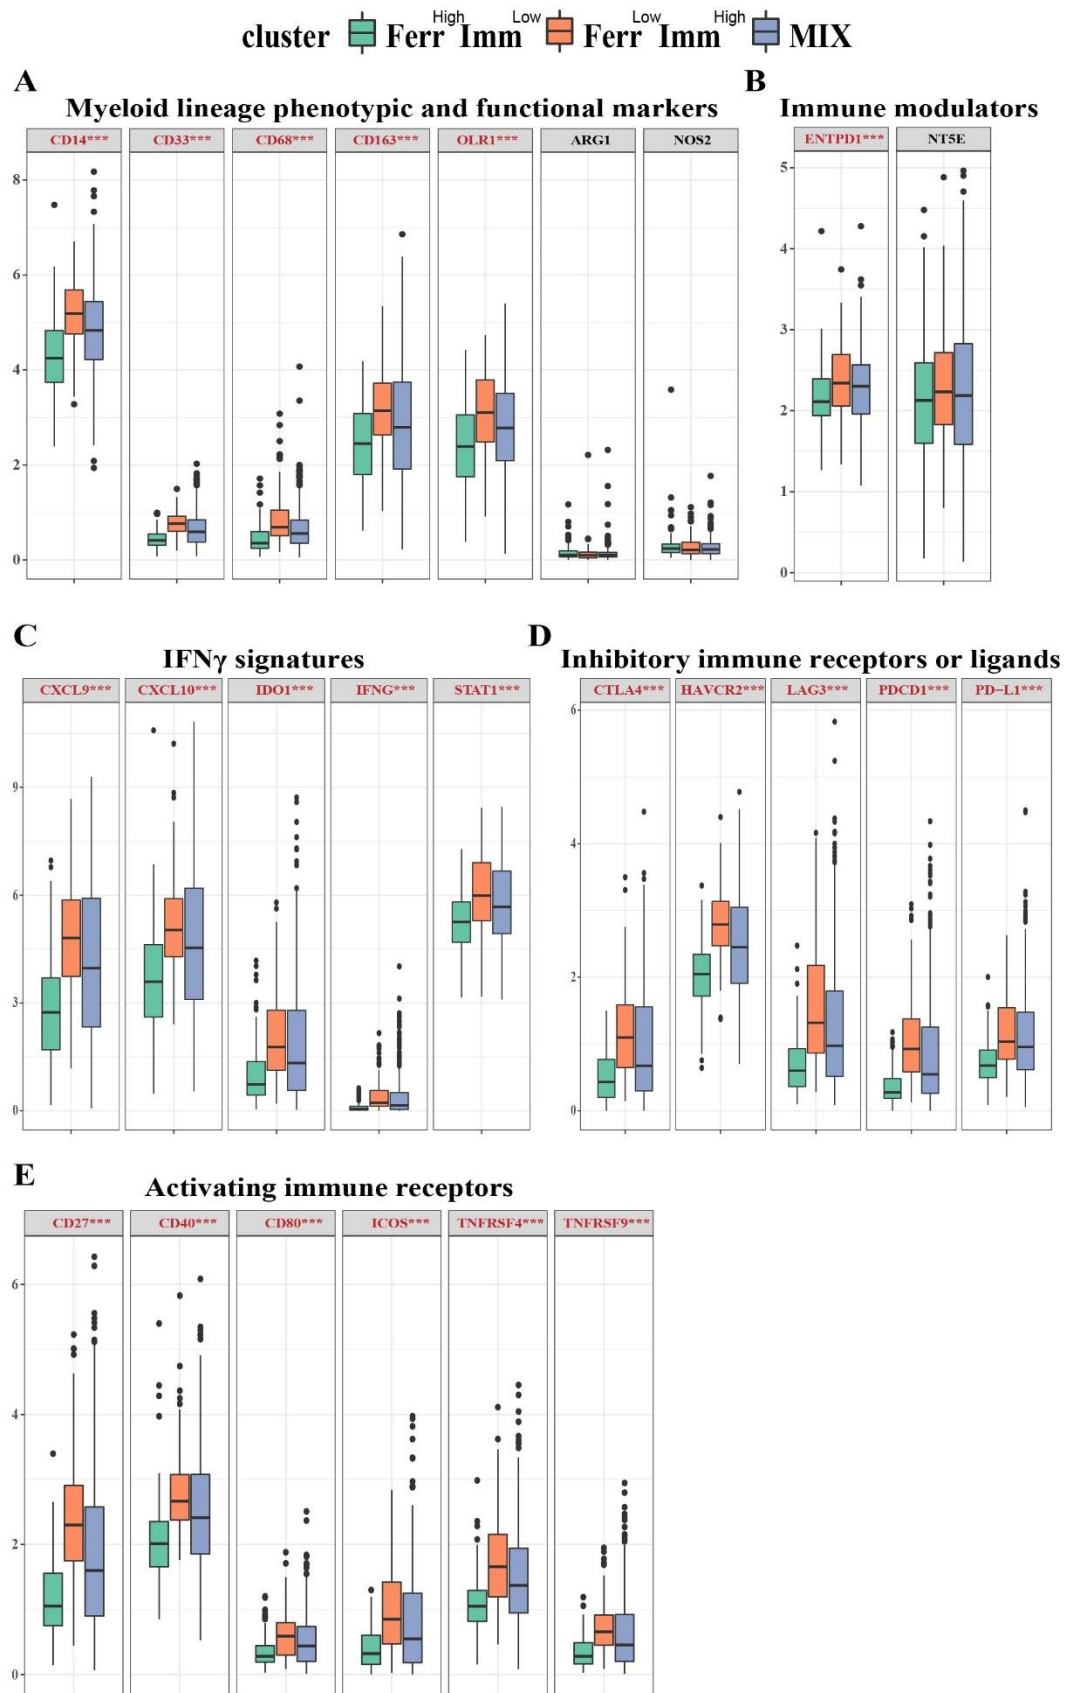 cluster Ferr High Imm Low Ferr Low Imm High MIX
A
Myeloid lineage phenotypic and functional markers
CD14*** CD33*** CD68*** CD163*** OLR1*** ARG1 NOS2
8
6
4
2
0
B
Immune modulators
ENTPD1*** NT5E
5
4
3
2
1
0
C
IFNγ signatures
CXCL9*** CXCL10*** IDO1*** IFNG*** STAT1***
9
6
3
0
D
Inhibitory immune receptors or ligands
CTLA4*** HAVCR2*** LAG3*** PDCD1*** PD-L1***
6
4
2
0
E
Activating immune receptors
CD27*** CD40*** CD80*** ICOS*** TNFRSF4*** TNFRSF9***
6
4
2
0